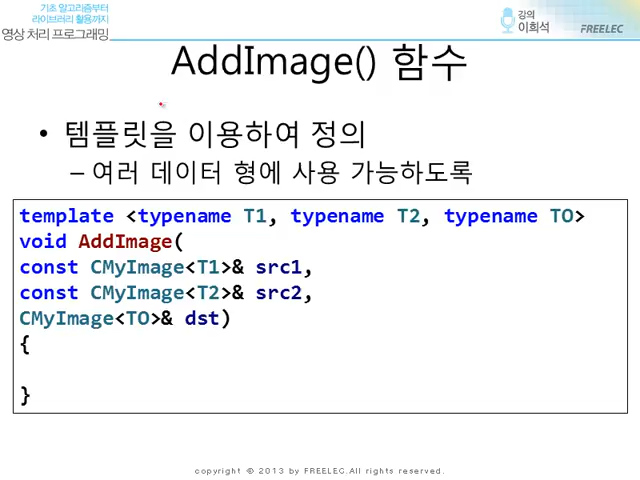 기초 알고리즘부터
라이브러리 활용까지
영상 처리 프로그래밍
강의
이희석
FREELEC
AddImage() 함수
• 템플릿을 이용하여 정의
– 여러 데이터 형에 사용 가능하도록
template <typename T1, typename T2, typename TO>
void AddImage(
const CMyImage<T1>& src1,
const CMyImage<T2>& src2,
CMyImage<TO>& dst)
{
}
copyright © 2013 by FREELEC.All rights reserved.